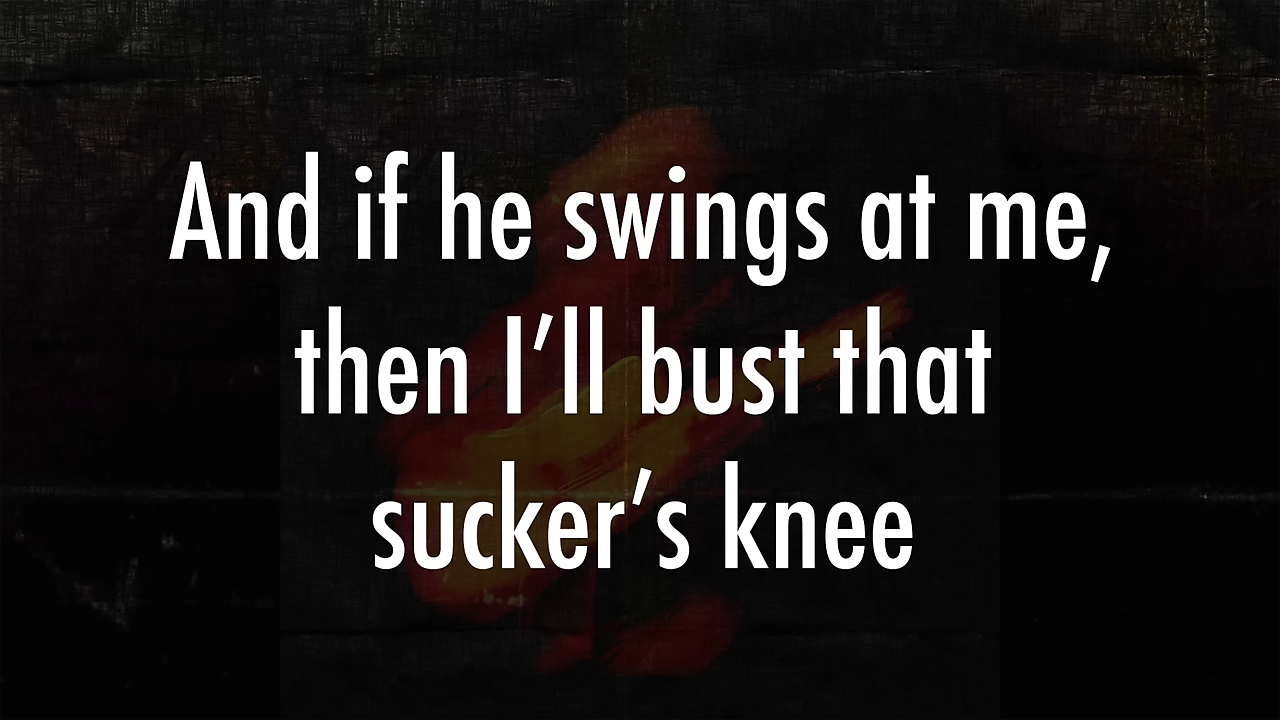 And if he swings at me,
then I’ll bust that
sucker’s knee